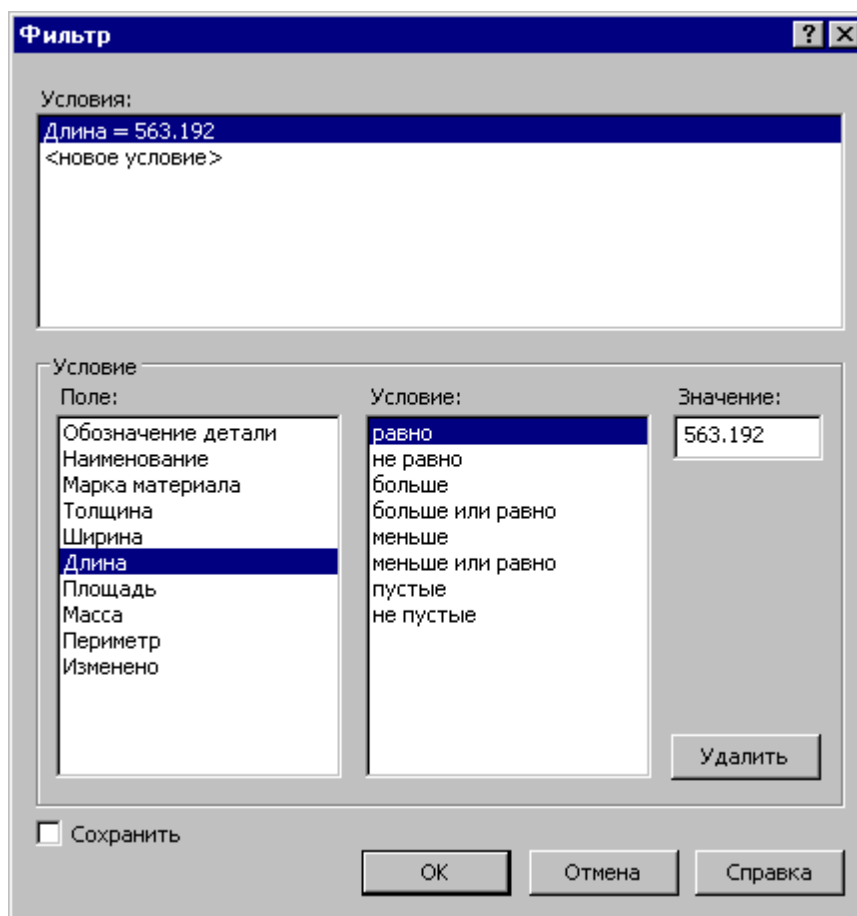 Фильтр
Условия:
Длина = 563.192
<новое условие>
Условие
Поле:
Обозначение детали
Наименование
Марка материала
Толщина
Ширина
Длина
Площадь
Масса
Периметр
Изменено
Условие:
равно
не равно
больше
больше или равно
меньше
меньше или равно
пустые
не пустые
Значение:
563.192
Удалить
Сохранить
OK
Отмена
Справка